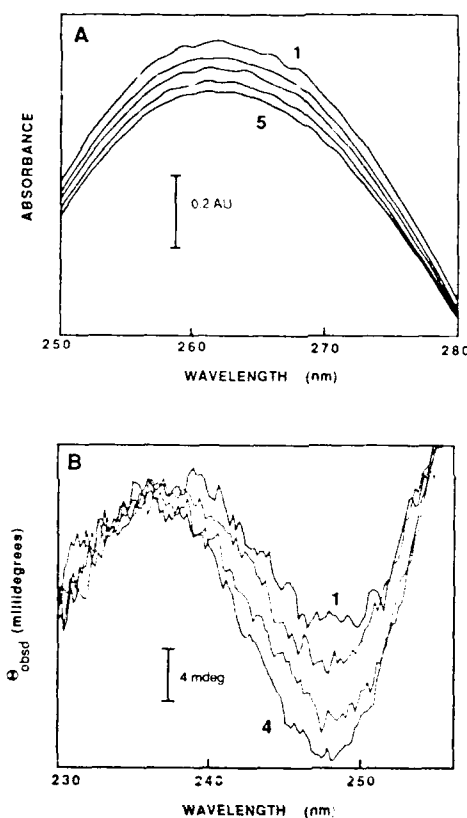 A
1
5
ABSORBANCE
0.2 AU
250 260 270 280
WAVELENGTH (nm)
B
1
4
Θobsd (millidegrees)
4 mdeg
230 240 250
WAVELENGTH (nm)